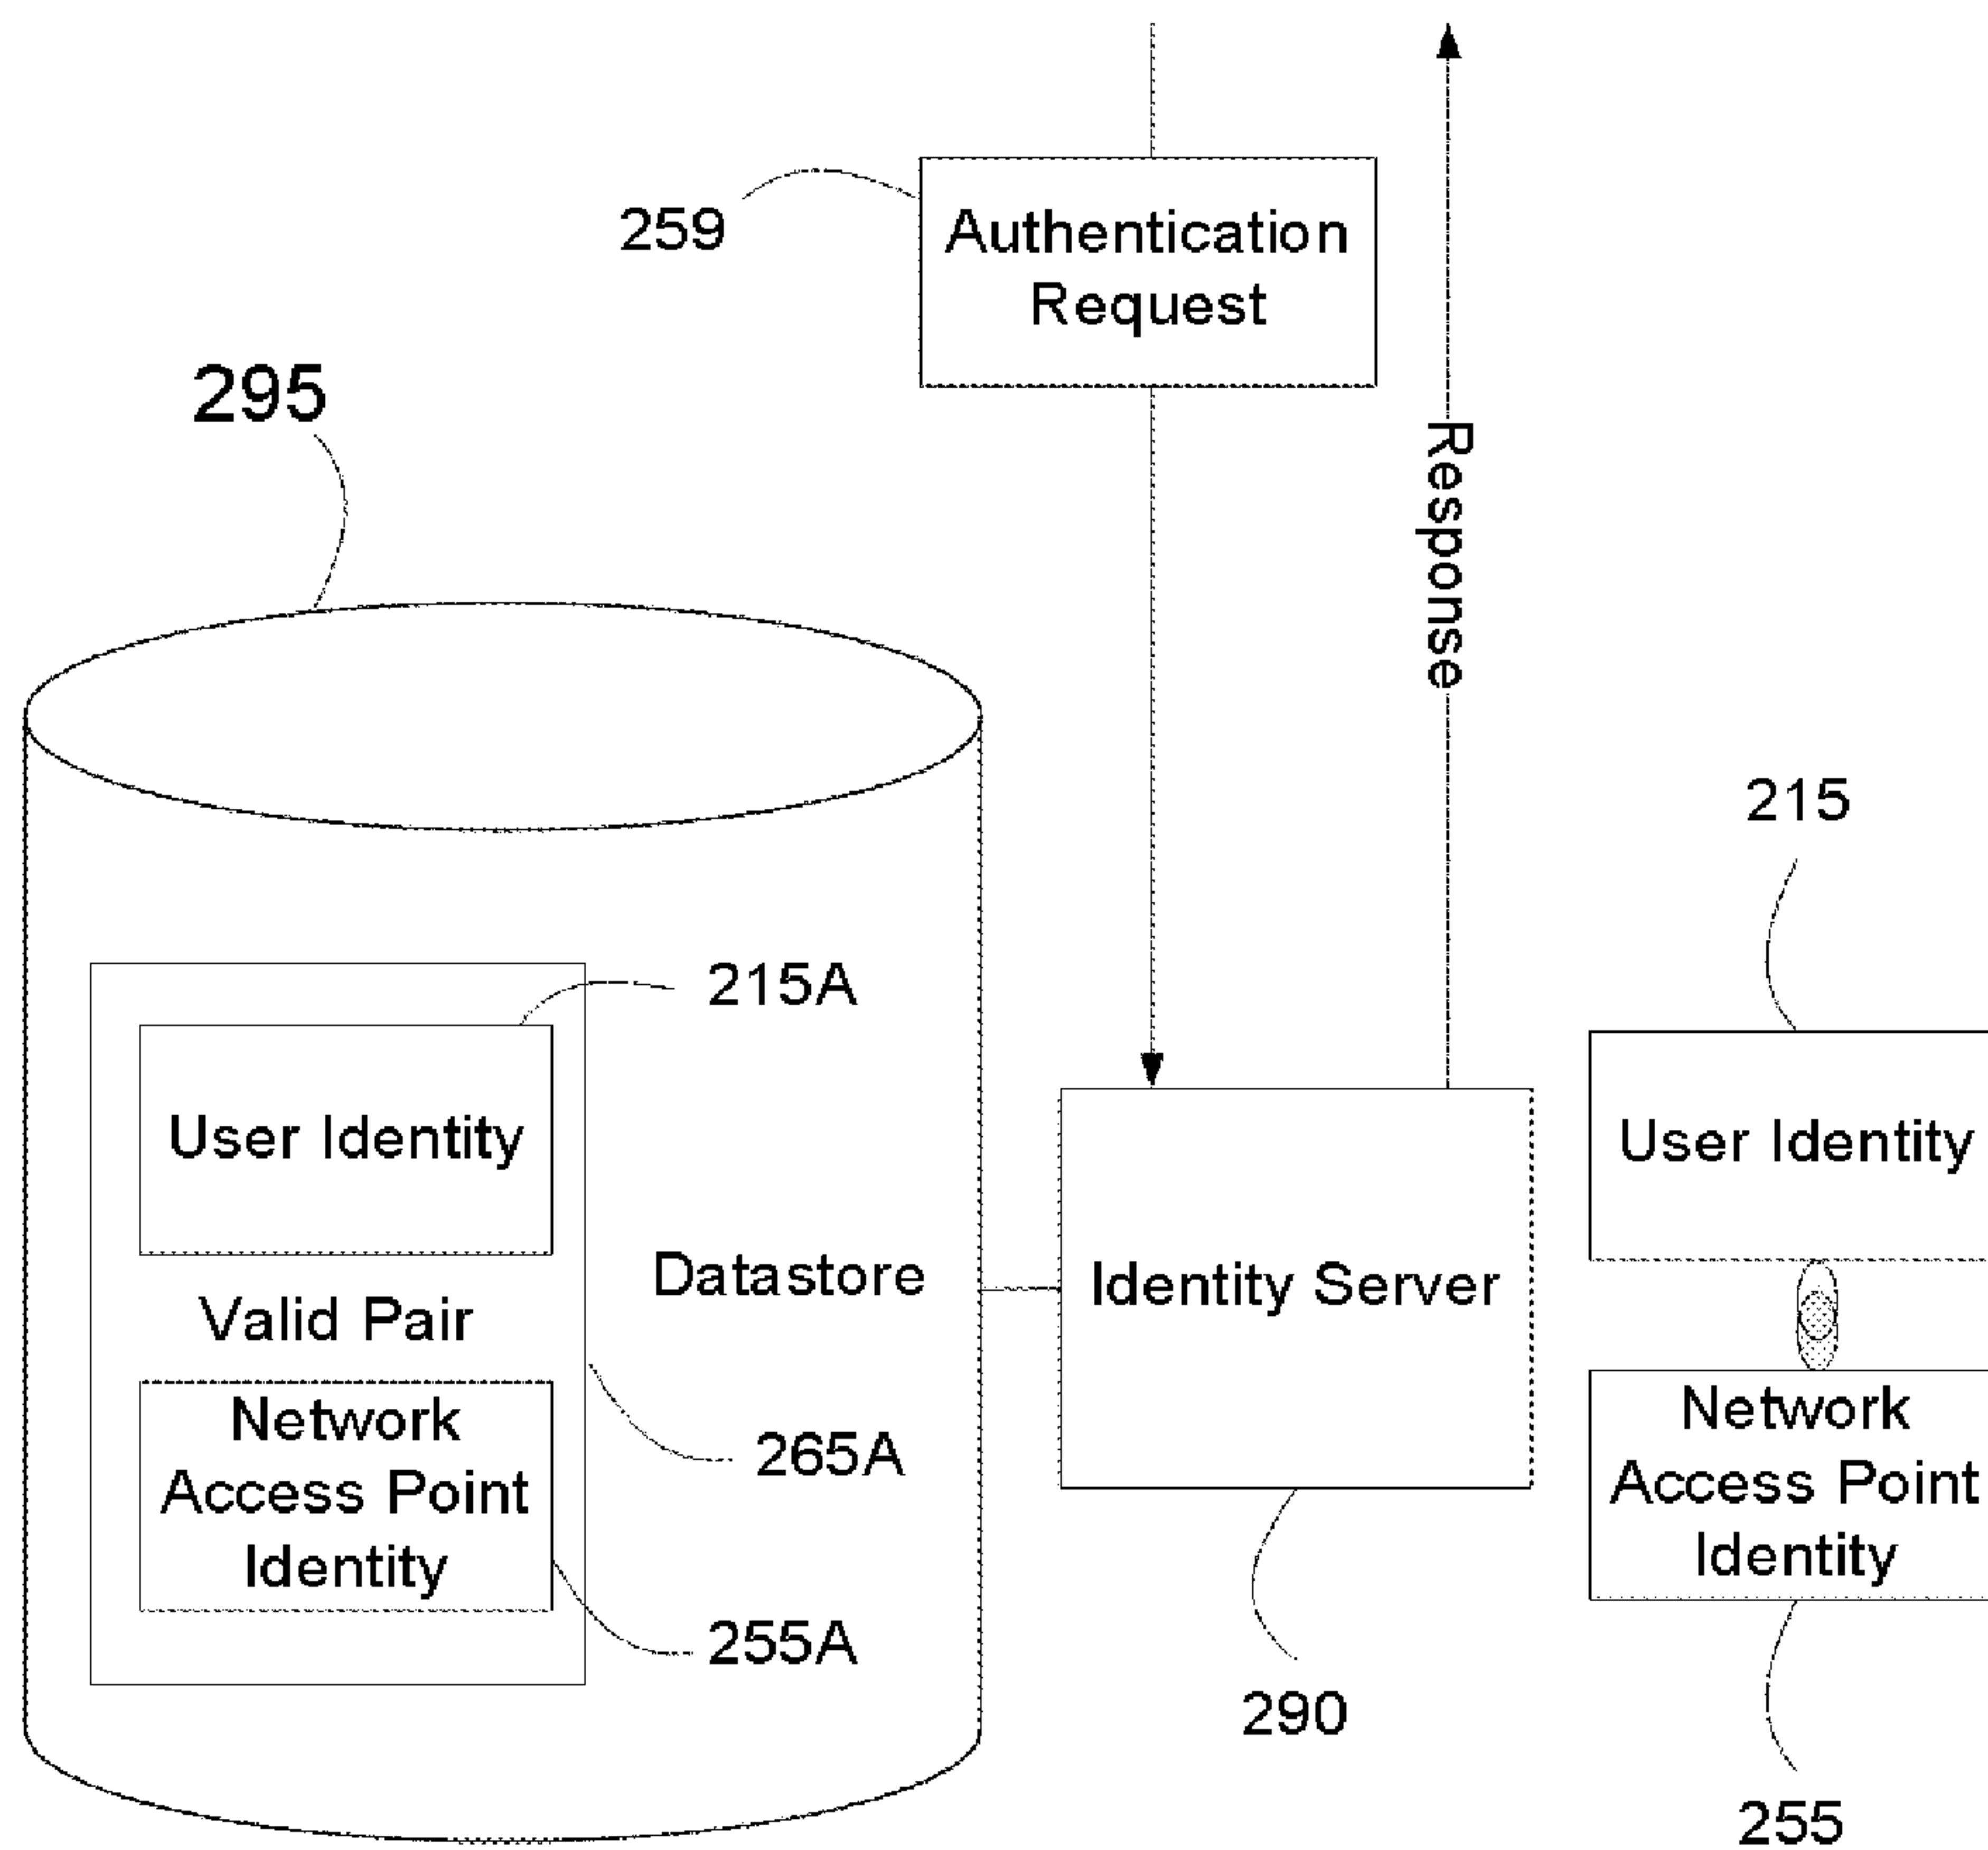 259
Authentication
Request
295
Response
215
215A
User Identity
User Identity
Datastore
Identity Server
Valid Pair
Network
Access Point
Identity
Network
Access Point
Identity
265A
255A
290
255